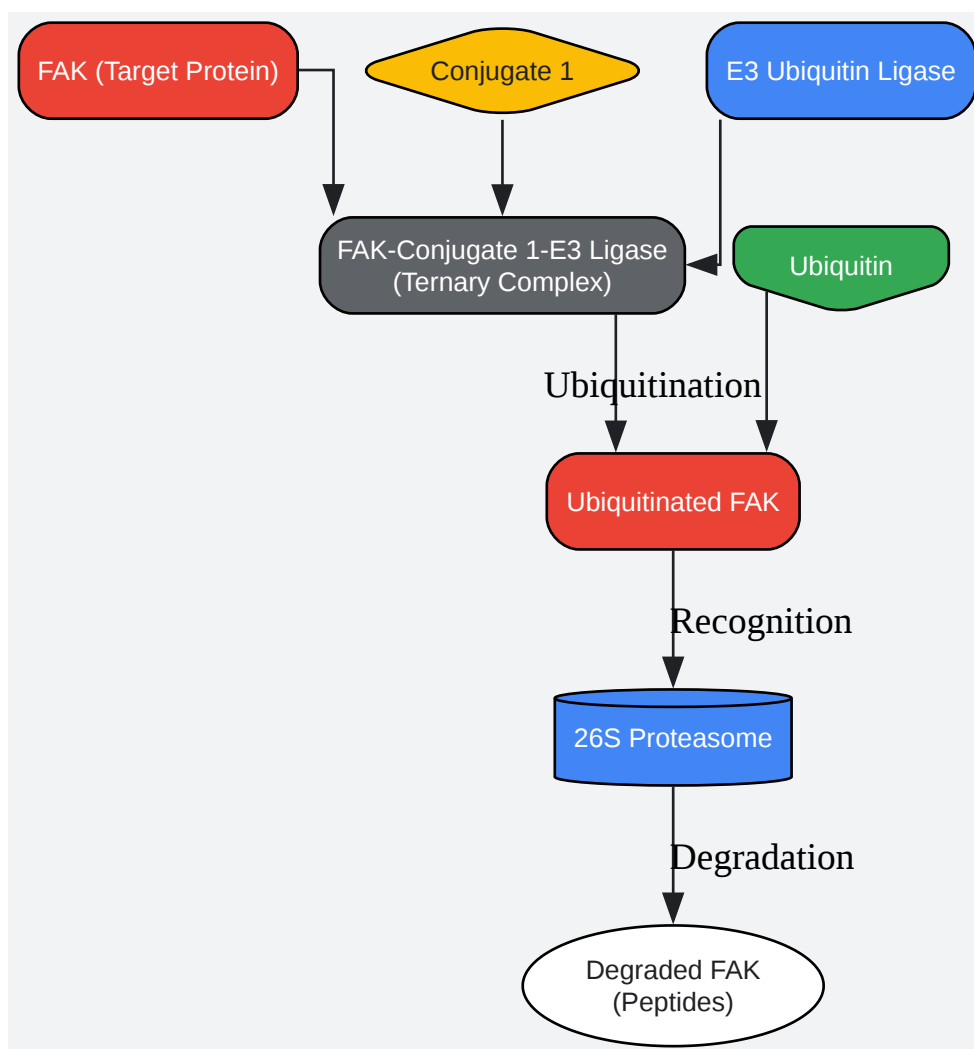 FAK (Target Protein)
Conjugate 1
E3 Ubiquitin Ligase
FAK-Conjugate 1-E3 Ligase
(Ternary Complex)
Ubiquitin
Ubiquitination
Ubiquitinated FAK
Recognition
26S Proteasome
Degradation
Degraded FAK
(Peptides)